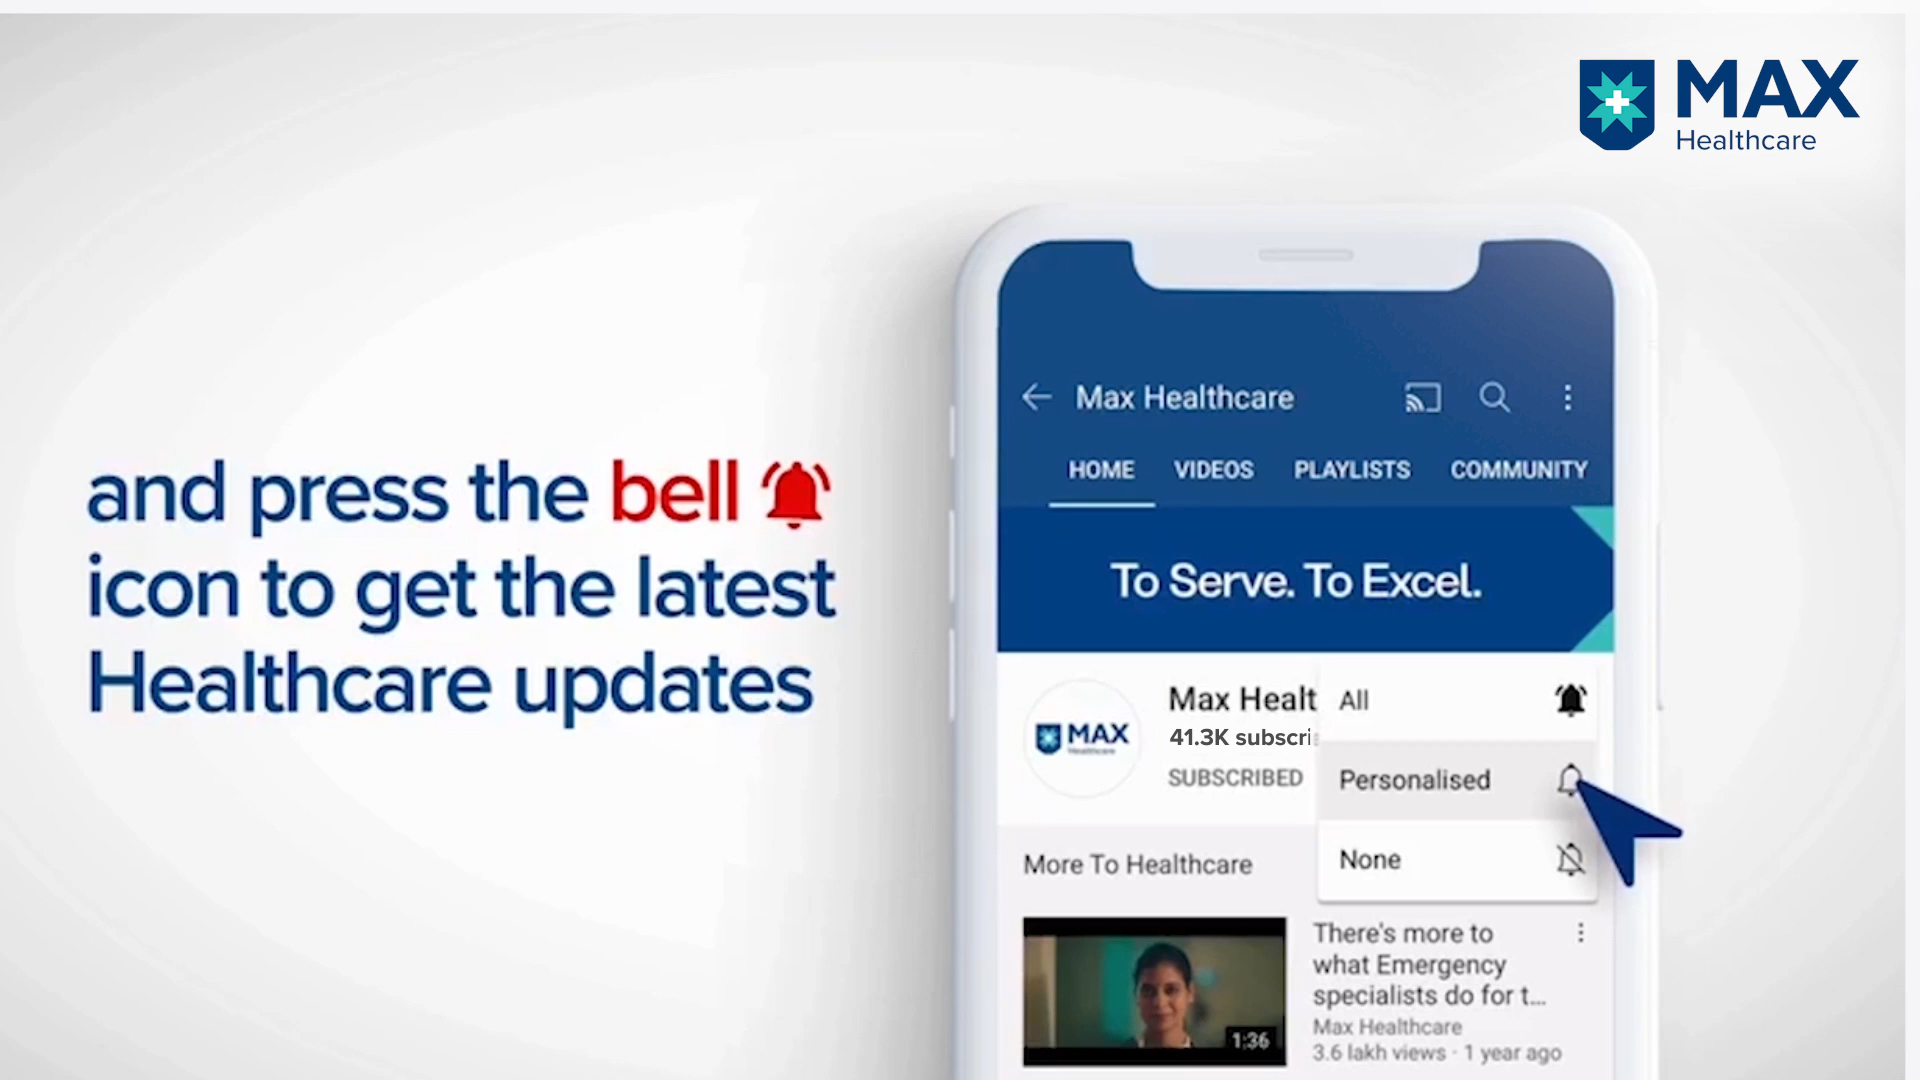 MAX
Healthcare
and press the bell
icon to get the latest
Healthcare updates
Max Healthcare
HOME VIDEOS PLAYLISTS COMMUNITY
To Serve. To Excel.
MAX
Healthcare
Max Healt
41.3K subscri
SUBSCRIBED
All
Personalised
None
More To Healthcare
1:36
There's more to
what Emergency
specialists do for t...
Max Healthcare
3.6 lakh views · 1 year ago